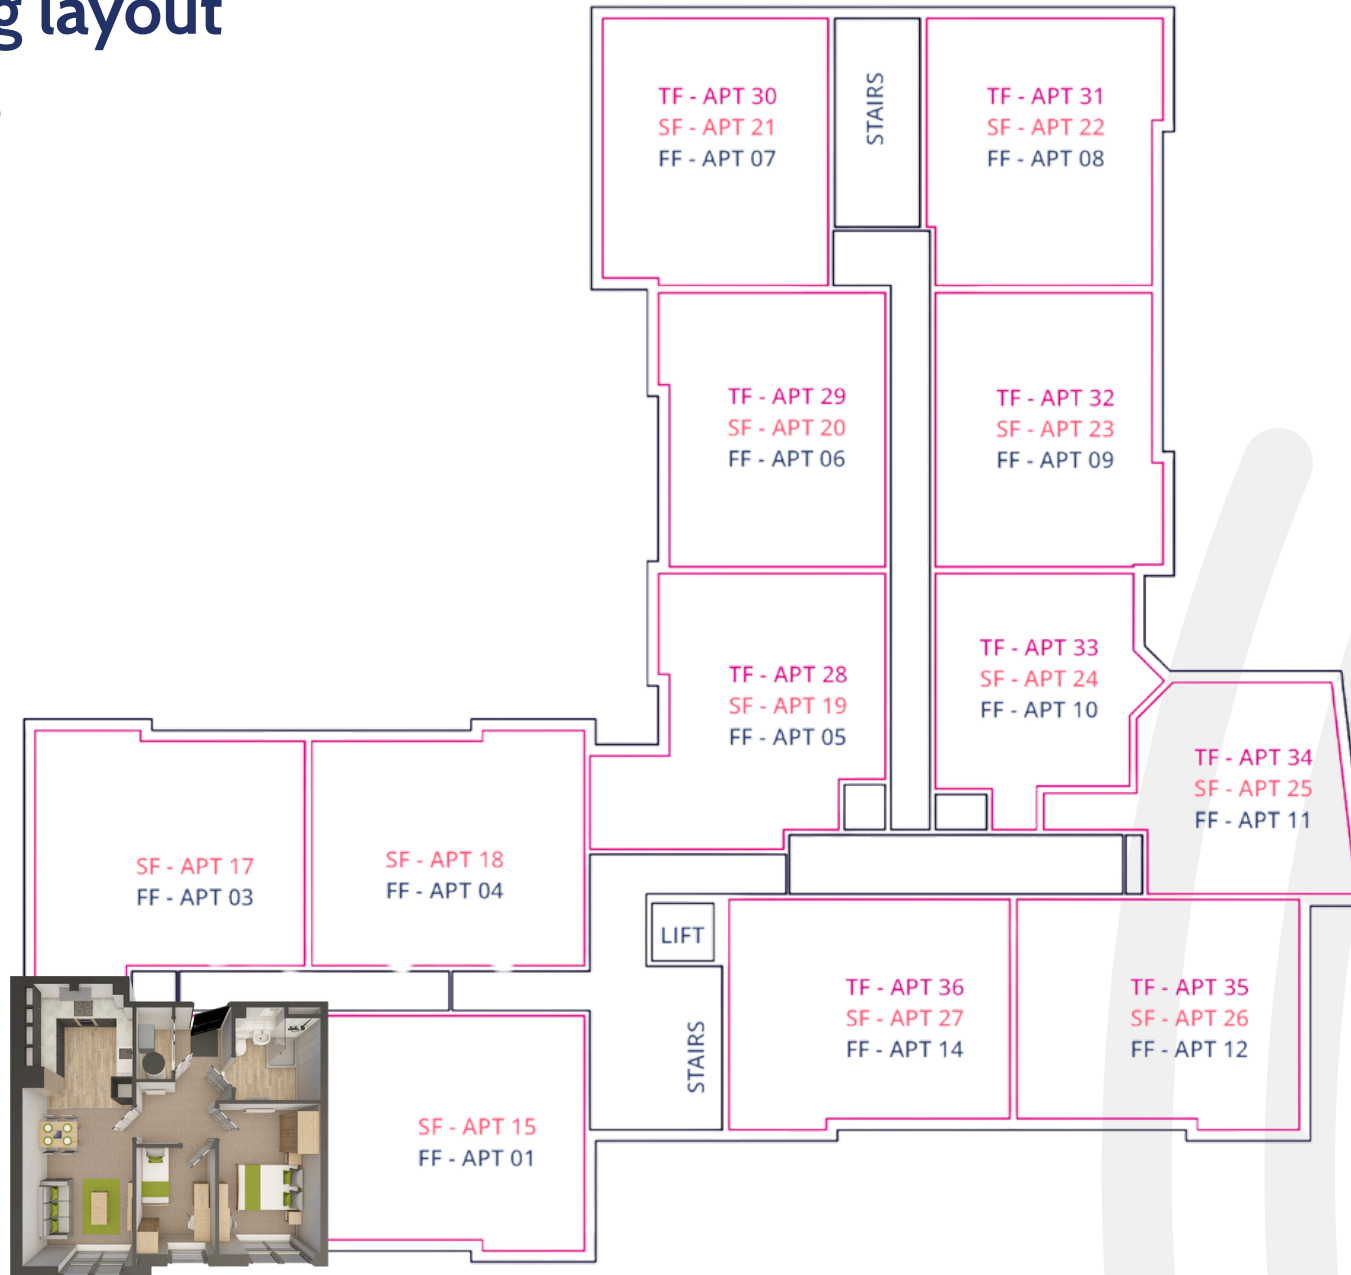 g layout
TF - APT 30
SF - APT 21
FF - APT 07
STAIRS
TF - APT 31
SF - APT 22
FF - APT 08
TF - APT 29
SF - APT 20
FF - APT 06
TF - APT 32
SF - APT 23
FF - APT 09
TF - APT 28
SF - APT 19
FF - APT 05
TF - APT 33
SF - APT 24
FF - APT 10
TF - APT 34
SF - APT 25
FF - APT 11
SF - APT 17
FF - APT 03
SF - APT 18
FF - APT 04
LIFT
STAIRS
TF - APT 36
SF - APT 27
FF - APT 14
TF - APT 35
SF - APT 26
FF - APT 12
SF - APT 15
FF - APT 01